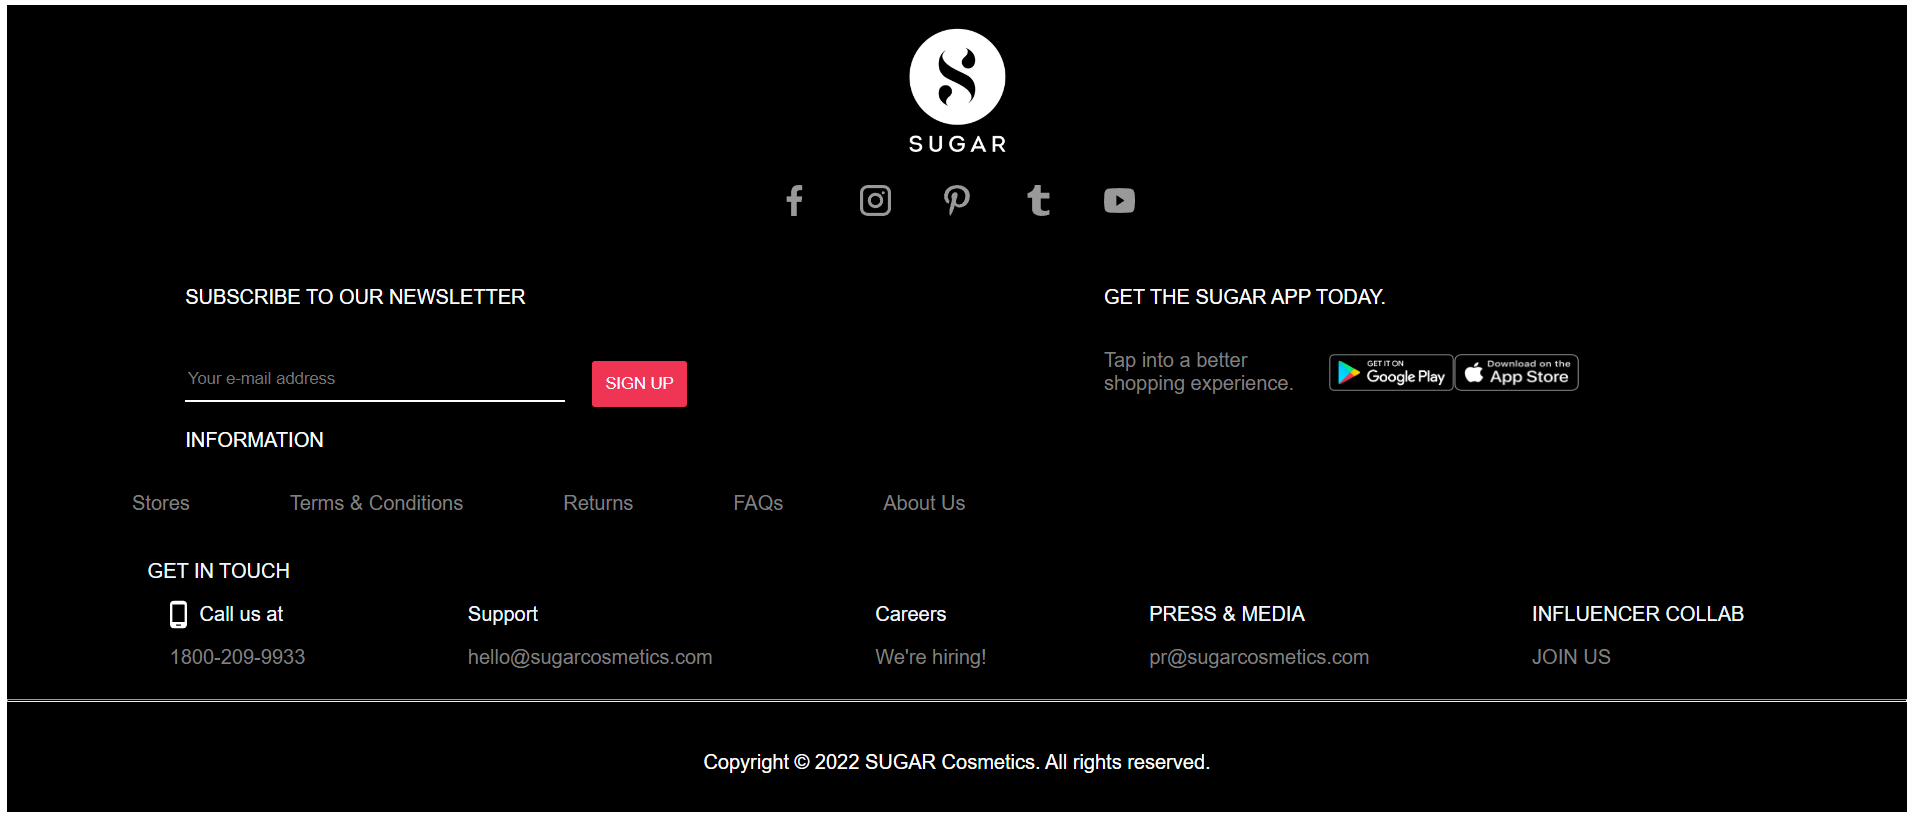 SUGAR
SUBSCRIBE TO OUR NEWSLETTER
Your e-mail address
SIGN UP
GET THE SUGAR APP TODAY.
Tap into a better
shopping experience.
GET IT ON
Google Play
Download on the
App Store
INFORMATION
Stores Terms & Conditions Returns FAQs About Us
GET IN TOUCH
Call us at
1800-209-9933
Support
hello@sugarcosmetics.com
Careers
We're hiring!
PRESS & MEDIA
pr@sugarcosmetics.com
INFLUENCER COLLAB
JOIN US
Copyright © 2022 SUGAR Cosmetics. All rights reserved.